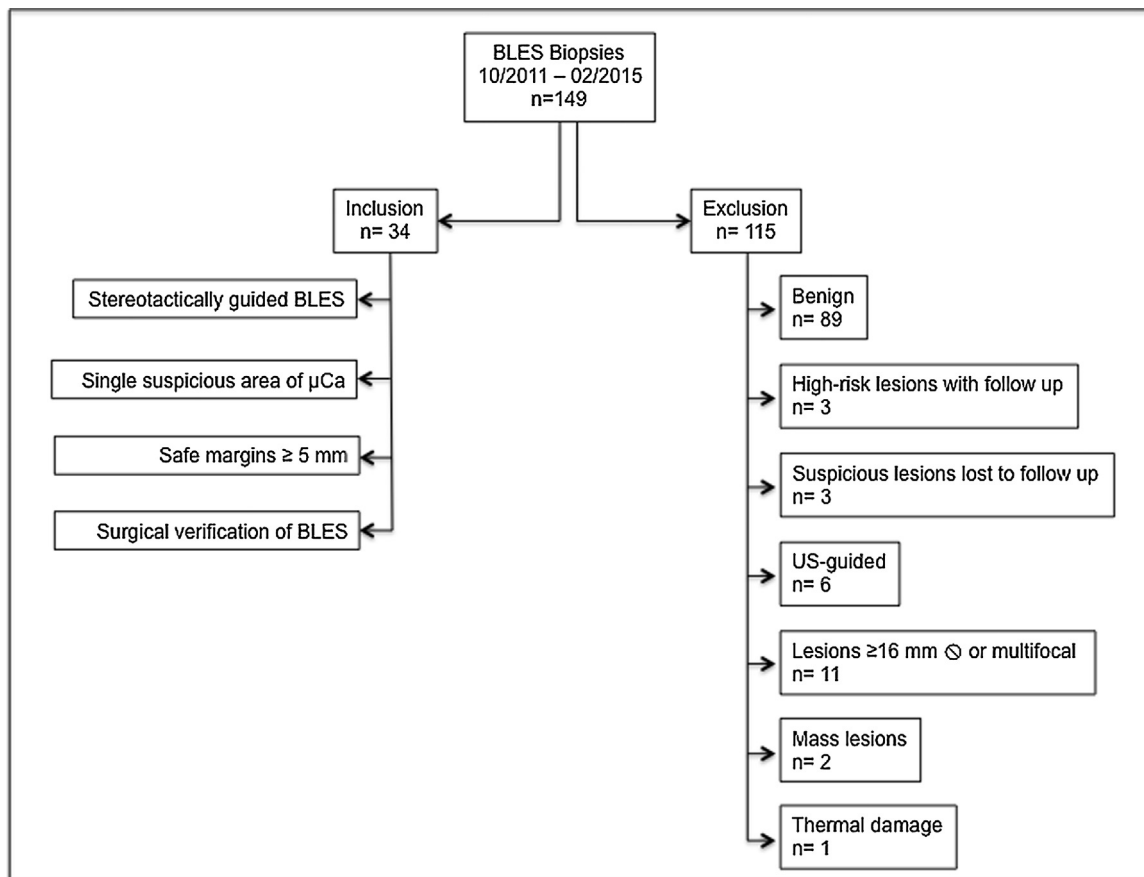 BLES Biopsies
10/2011 – 02/2015
n=149
Inclusion
n= 34
Exclusion
n= 115
Stereotactically guided BLES
Single suspicious area of µCa
Safe margins ≥ 5 mm
Surgical verification of BLES
Benign
n= 89
High-risk lesions with follow up
n= 3
Suspicious lesions lost to follow up
n= 3
US-guided
n= 6
Lesions ≥16 mm ⦸ or multifocal
n= 11
Mass lesions
n= 2
Thermal damage
n= 1